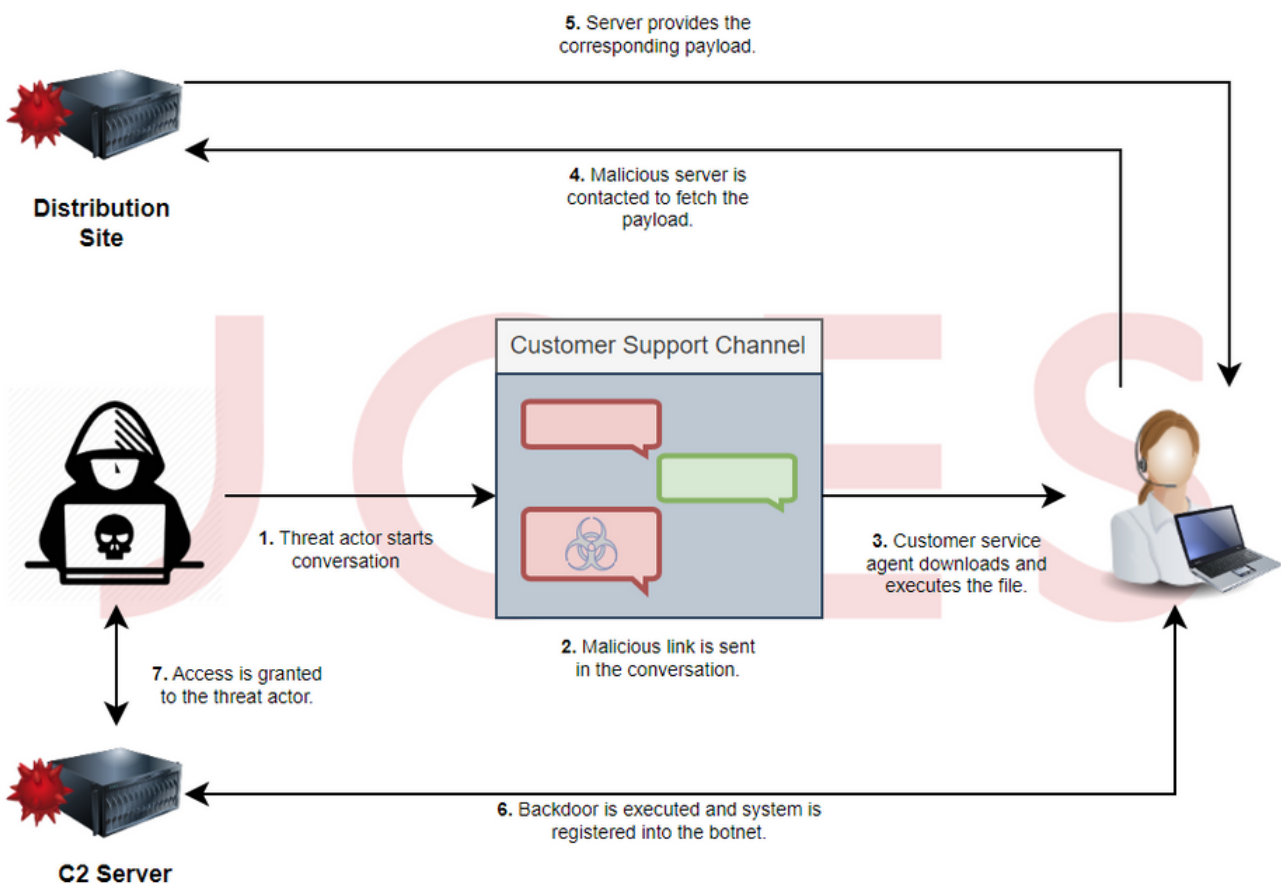 5. Server provides the
corresponding payload.
4. Malicious server is
contacted to fetch the
payload.
Distribution
Site
Customer Support Channel
1. Threat actor starts
conversation
3. Customer service
agent downloads and
executes the file.
2. Malicious link is sent
in the conversation.
7. Access is granted
to the threat actor.
6. Backdoor is executed and system is
registered into the botnet.
C2 Server